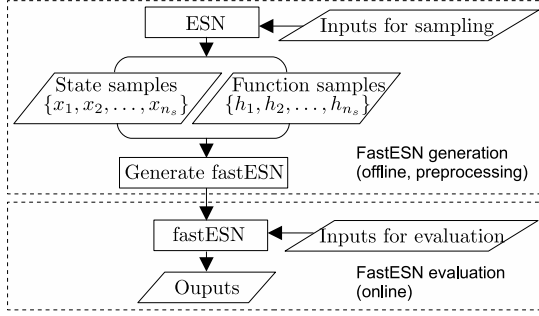 ESN
Inputs for sampling
State samples
{x₁, x₂, . . . , xₙₛ}
Function samples
{h₁, h₂, . . . , hₙₛ}
Generate fastESN
FastESN generation
(offline, preprocessing)
fastESN
Inputs for evaluation
Ouputs
FastESN evaluation
(online)